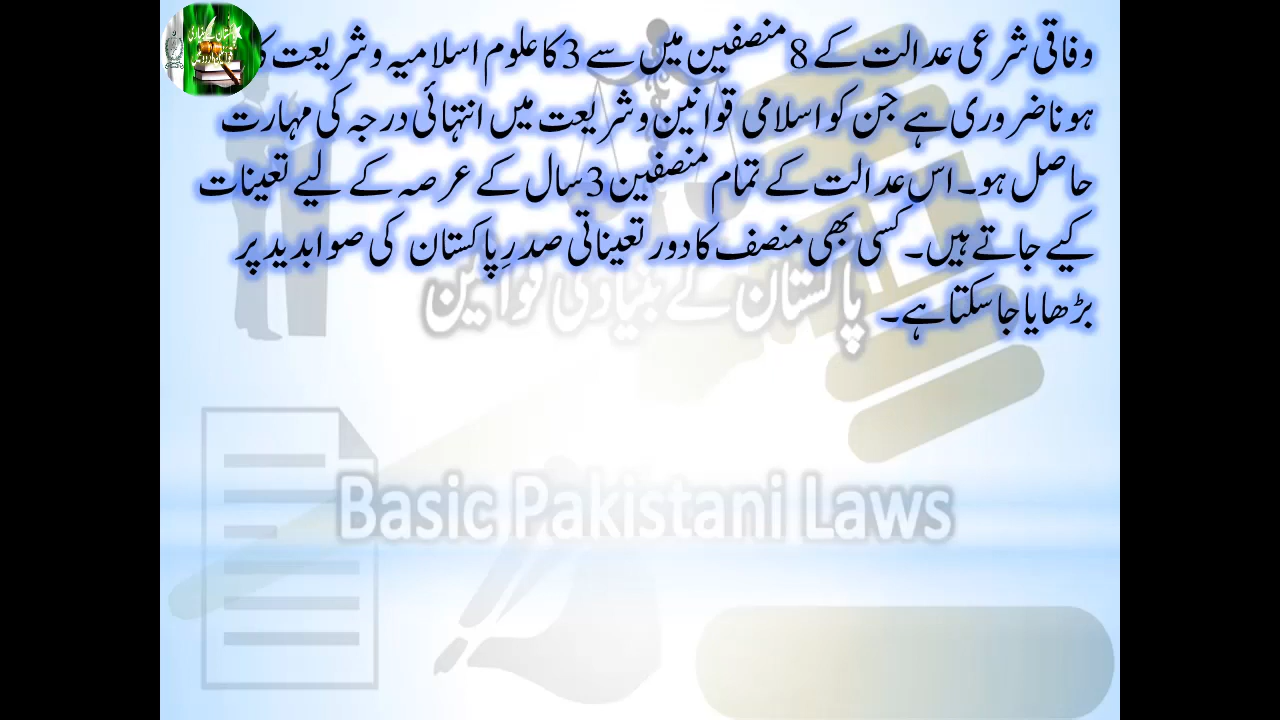 وفاقی شرعی عدالت کے 8 منصفین میں سے 3 کا علوم اسلامیہ و شریعت
ہونا ضروری ہے جن کو اسلامی قوانین و شریعت میں انتہائی درجہ کی مہارت
حاصل ہو۔ اس عدالت کے تمام منصفین 3 سال کے عرصہ کے لیے تعینات
کیے جاتے ہیں۔ کسی بھی منصف کا دور تعیناتی صدرِ پاکستان کی صوابدید پر
بڑھایا جا سکتا ہے۔
پاکستان کے بنیادی قوانین
Basic Pakistani Laws